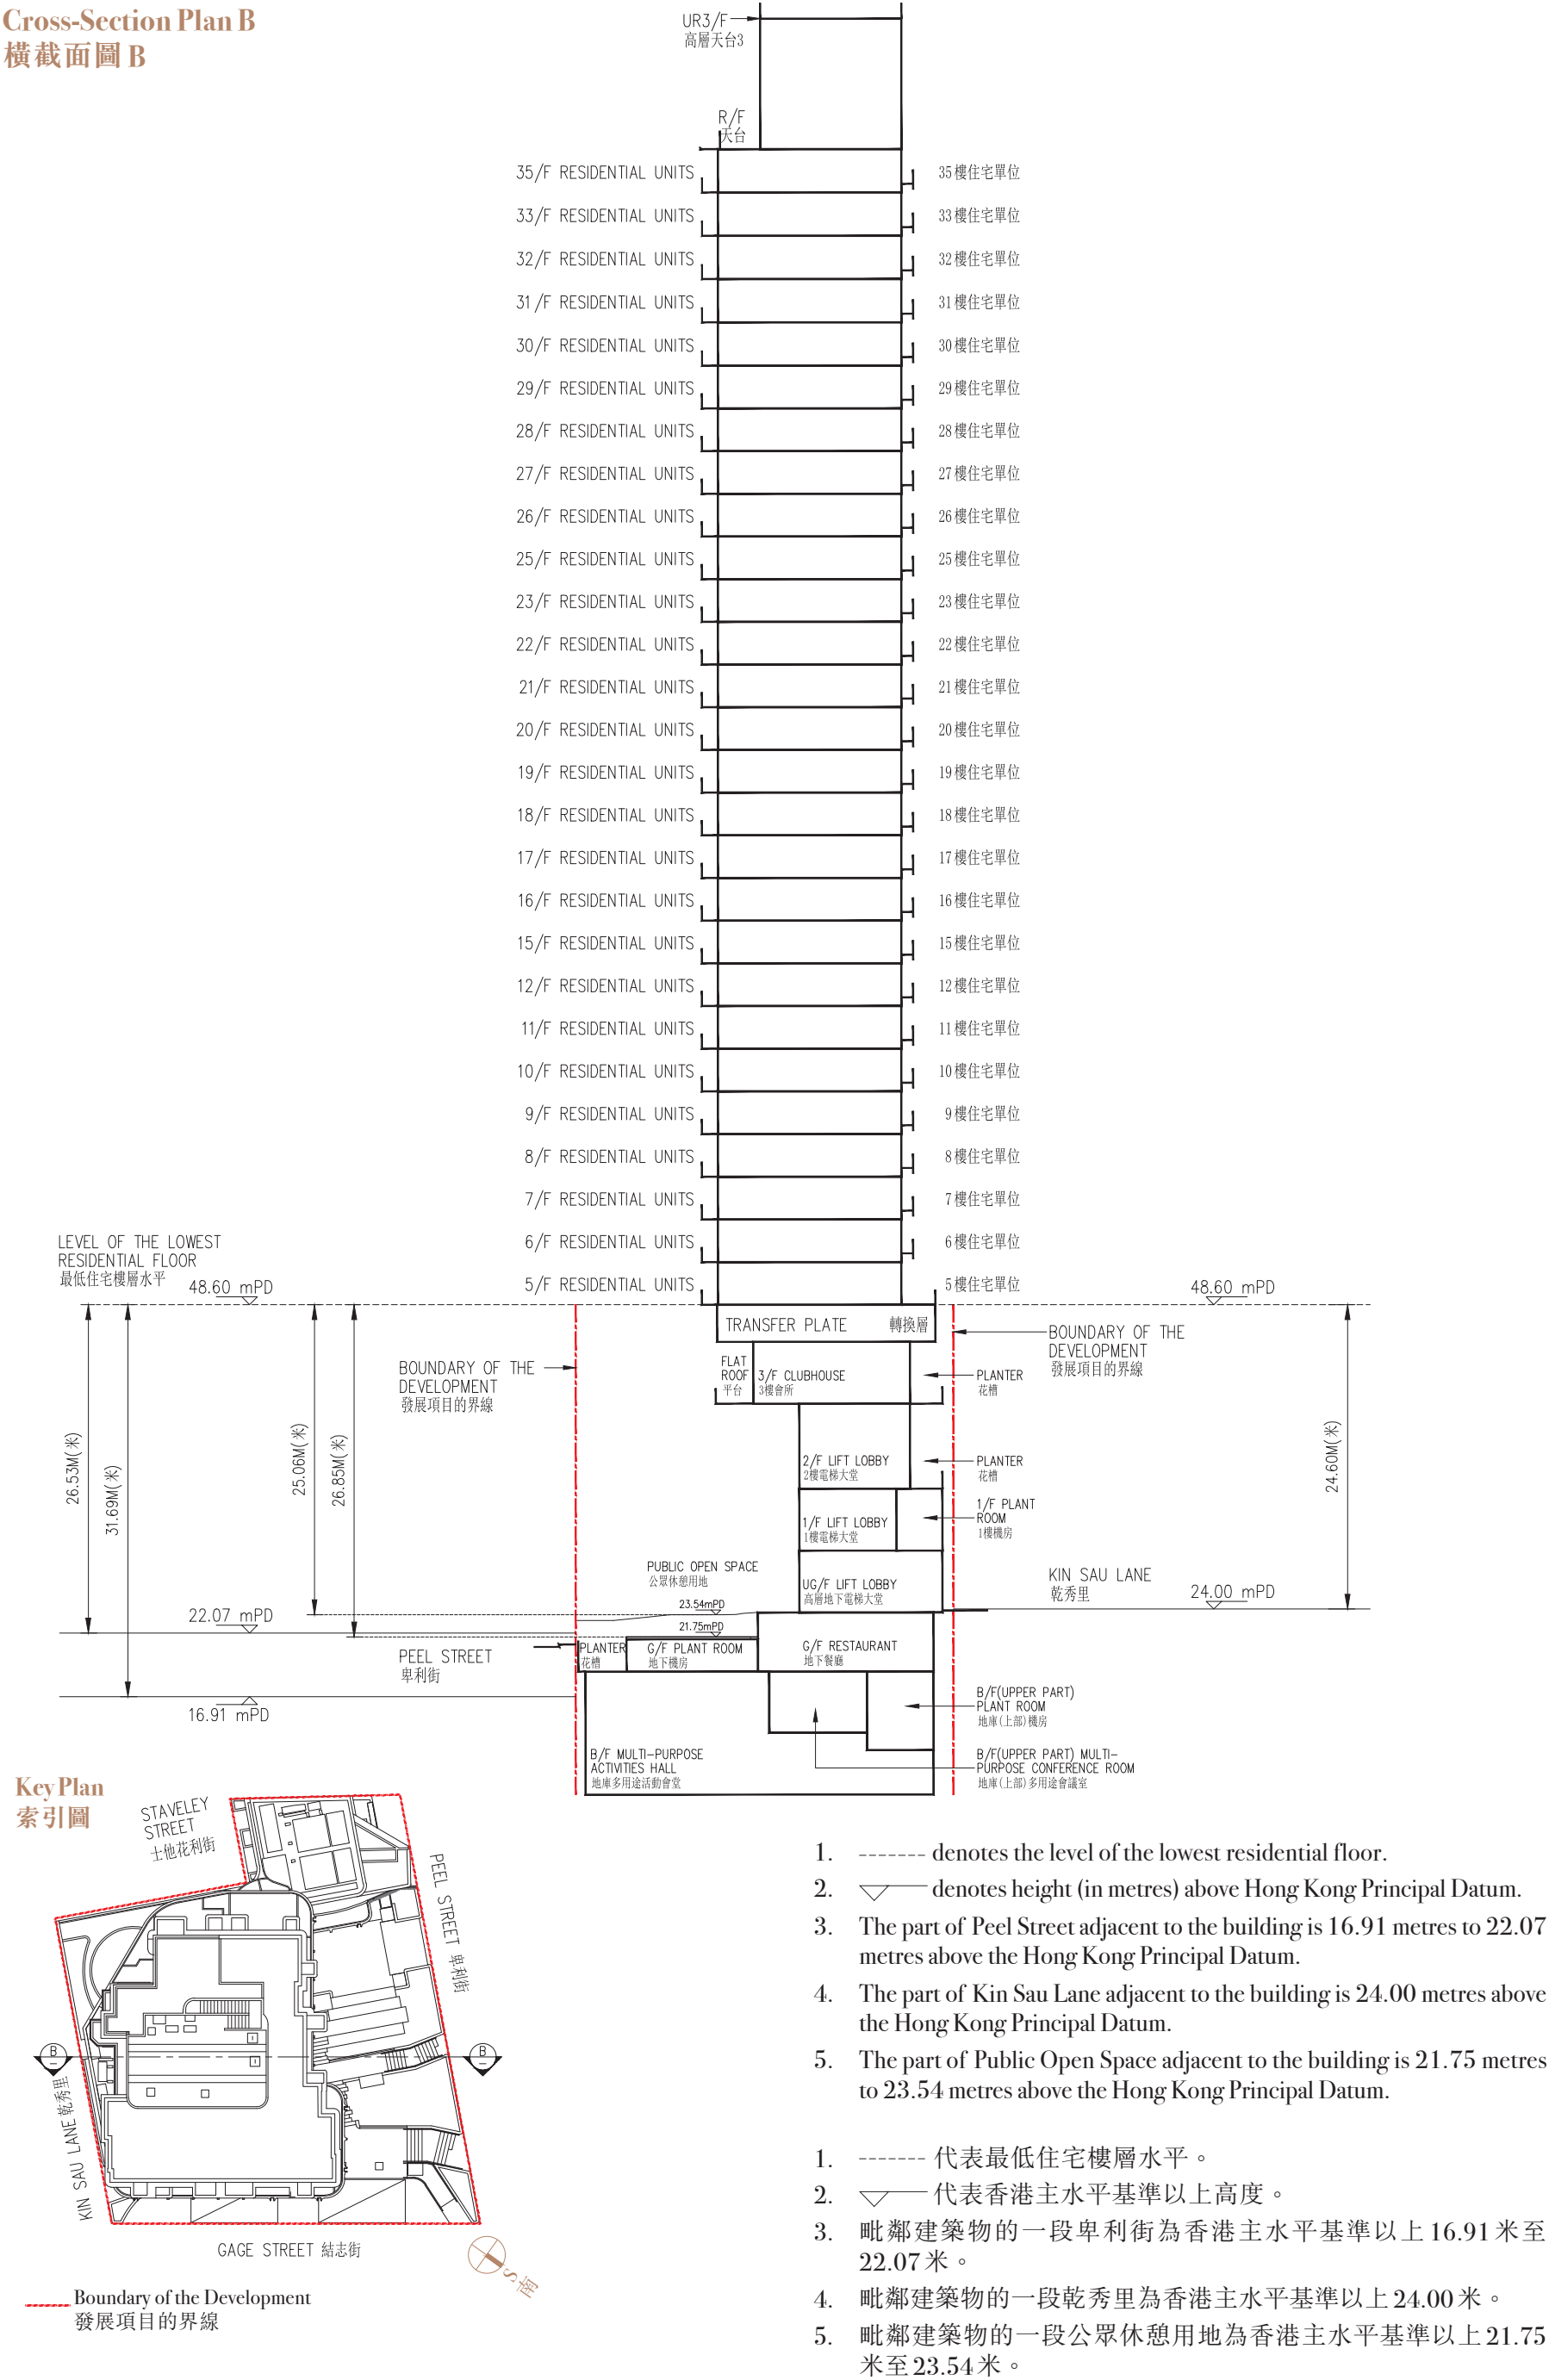 Cross-Section Plan B
橫截面圖 B
UR3/F
高層天台3
R/F
天台
35/F RESIDENTIAL UNITS 35樓住宅單位
33/F RESIDENTIAL UNITS 33樓住宅單位
32/F RESIDENTIAL UNITS 32樓住宅單位
31/F RESIDENTIAL UNITS 31樓住宅單位
30/F RESIDENTIAL UNITS 30樓住宅單位
29/F RESIDENTIAL UNITS 29樓住宅單位
28/F RESIDENTIAL UNITS 28樓住宅單位
27/F RESIDENTIAL UNITS 27樓住宅單位
26/F RESIDENTIAL UNITS 26樓住宅單位
25/F RESIDENTIAL UNITS 25樓住宅單位
23/F RESIDENTIAL UNITS 23樓住宅單位
22/F RESIDENTIAL UNITS 22樓住宅單位
21/F RESIDENTIAL UNITS 21樓住宅單位
20/F RESIDENTIAL UNITS 20樓住宅單位
19/F RESIDENTIAL UNITS 19樓住宅單位
18/F RESIDENTIAL UNITS 18樓住宅單位
17/F RESIDENTIAL UNITS 17樓住宅單位
16/F RESIDENTIAL UNITS 16樓住宅單位
15/F RESIDENTIAL UNITS 15樓住宅單位
12/F RESIDENTIAL UNITS 12樓住宅單位
11/F RESIDENTIAL UNITS 11樓住宅單位
10/F RESIDENTIAL UNITS 10樓住宅單位
9/F RESIDENTIAL UNITS 9樓住宅單位
8/F RESIDENTIAL UNITS 8樓住宅單位
7/F RESIDENTIAL UNITS 7樓住宅單位
6/F RESIDENTIAL UNITS 6樓住宅單位
5/F RESIDENTIAL UNITS 5樓住宅單位
LEVEL OF THE LOWEST
RESIDENTIAL FLOOR
最低住宅樓層水平
48.60 mPD
48.60 mPD
TRANSFER PLATE 轉換層
BOUNDARY OF THE
DEVELOPMENT
發展項目的界線
BOUNDARY OF THE
DEVELOPMENT
發展項目的界線
FLAT
ROOF
平台
3/F CLUBHOUSE
3樓會所
PLANTER
花槽
26.53M(米)
31.69M(米)
25.06M(米)
26.85M(米)
24.60M(米)
2/F LIFT LOBBY
2樓電梯大堂
PLANTER
花槽
1/F LIFT LOBBY
1樓電梯大堂
1/F PLANT
ROOM
1樓機房
PUBLIC OPEN SPACE
公眾休憩用地
UG/F LIFT LOBBY
高層地下電梯大堂
KIN SAU LANE
乾秀里
24.00 mPD
23.54mPD
22.07 mPD
21.75mPD
PEEL STREET
卑利街
PLANTER
花槽
G/F PLANT ROOM
地下機房
G/F RESTAURANT
地下餐廳
16.91 mPD
B/F(UPPER PART)
PLANT ROOM
地庫(上部)機房
B/F MULTI-PURPOSE
ACTIVITIES HALL
地庫多用途活動會堂
B/F(UPPER PART) MULTI-
PURPOSE CONFERENCE ROOM
地庫(上部)多用途會議室
Key Plan
索引圖
STAVELEY
STREET
士他花利街
PEEL STREET 卑利街
B
B
KIN SAU LANE 乾秀里
GAGE STREET 結志街
S 南
Boundary of the Development
發展項目的界線
1. ------- denotes the level of the lowest residential floor.
2. denotes height (in metres) above Hong Kong Principal Datum.
3. The part of Peel Street adjacent to the building is 16.91 metres to 22.07
metres above the Hong Kong Principal Datum.
4. The part of Kin Sau Lane adjacent to the building is 24.00 metres above
the Hong Kong Principal Datum.
5. The part of Public Open Space adjacent to the building is 21.75 metres
to 23.54 metres above the Hong Kong Principal Datum.
1. ------- 代表最低住宅樓層水平。
2. 代表香港主水平基準以上高度。
3. 毗鄰建築物的一段卑利街為香港主水平基準以上16.91米至
22.07米。
4. 毗鄰建築物的一段乾秀里為香港主水平基準以上24.00米。
5. 毗鄰建築物的一段公眾休憩用地為香港主水平基準以上21.75
米至23.54米。